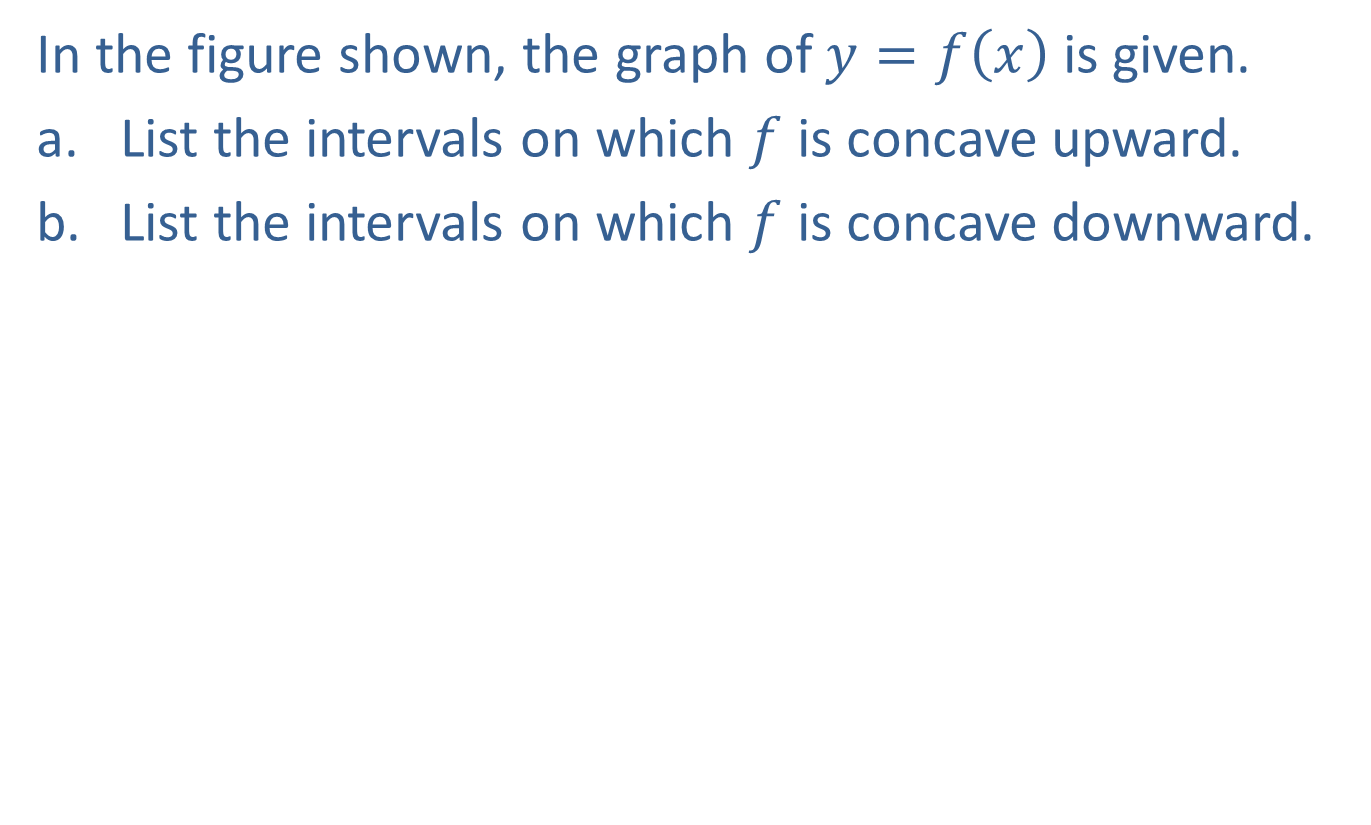 In the figure shown, the graph of y = f(x) is given.
a. List the intervals on which f is concave upward.
b. List the intervals on which f is concave downward.